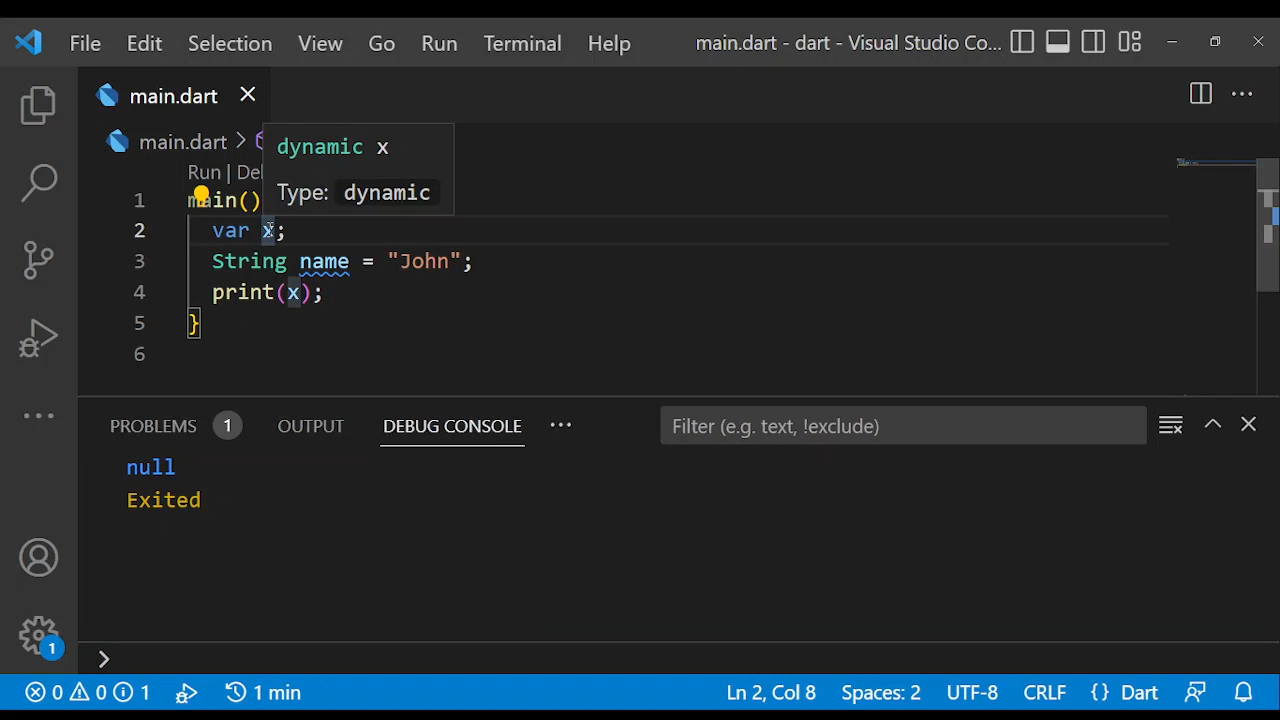 File Edit Selection View Go Run Terminal Help main.dart - dart - Visual Studio Co...
main.dart
main.dart >
dynamic x
Run | De
Type: dynamic
1 main()
2 var x;
3 String name = "John";
4 print(x);
5 }
6
PROBLEMS 1 OUTPUT DEBUG CONSOLE ... Filter (e.g. text, !exclude)
null
Exited
>
1
0 0 1 1 min Ln 2, Col 8 Spaces: 2 UTF-8 CRLF {} Dart